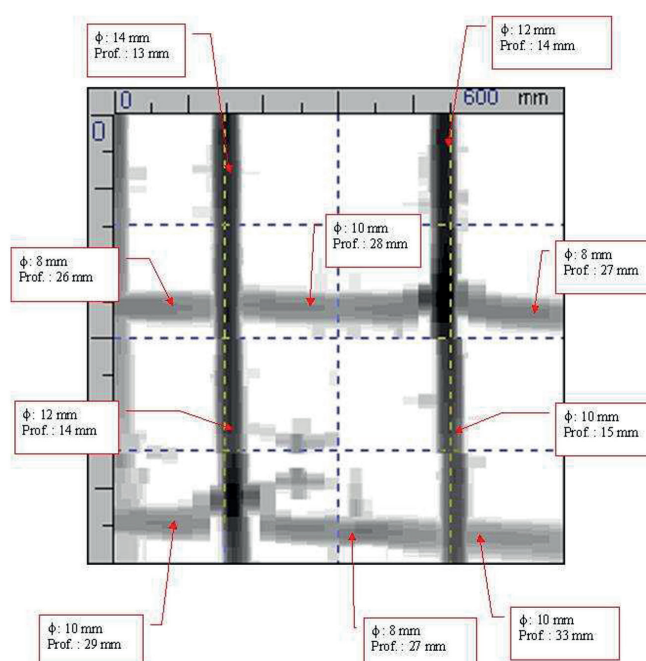 ϕ: 14 mm
Prof. : 13 mm
ϕ: 12 mm
Prof. : 14 mm
0
600 mm
0
ϕ: 10 mm
Prof. : 28 mm
ϕ: 8 mm
Prof. : 26 mm
ϕ: 8 mm
Prof. : 27 mm
ϕ: 12 mm
Prof. : 14 mm
ϕ: 10 mm
Prof. : 15 mm
ϕ: 10 mm
Prof. : 29 mm
ϕ: 8 mm
Prof. : 27 mm
ϕ: 10 mm
Prof. : 33 mm